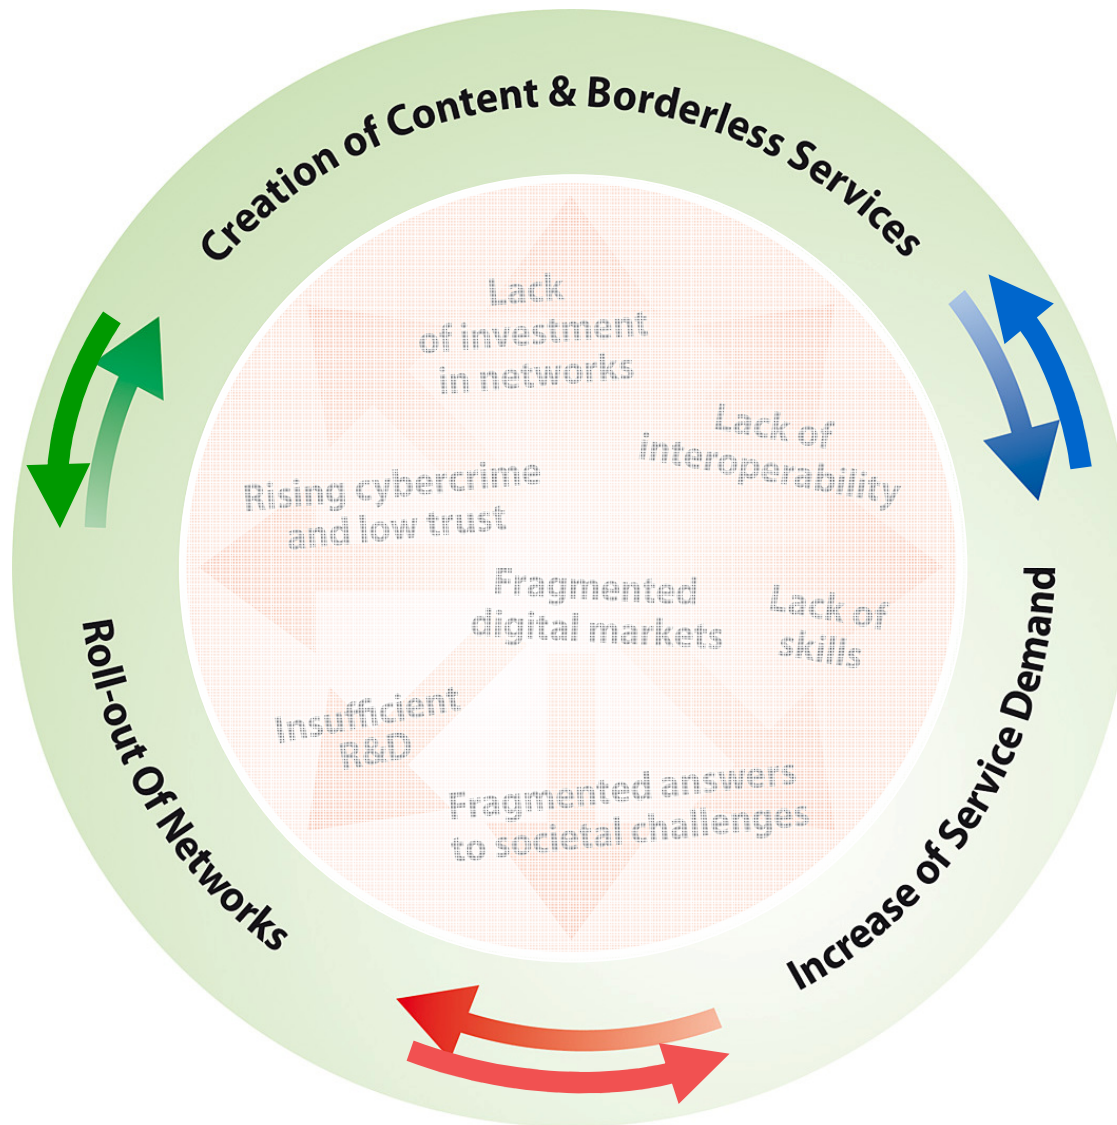 Creation of Content & Borderless Services
Lack
of investment
in networks
Lack of
interoperability
Rising cybercrime
and low trust
Fragmented
digital markets
Lack of
skills
Insufficient
R&D
Fragmented answers
to societal challenges
Roll-out Of Networks
Increase of Service Demand